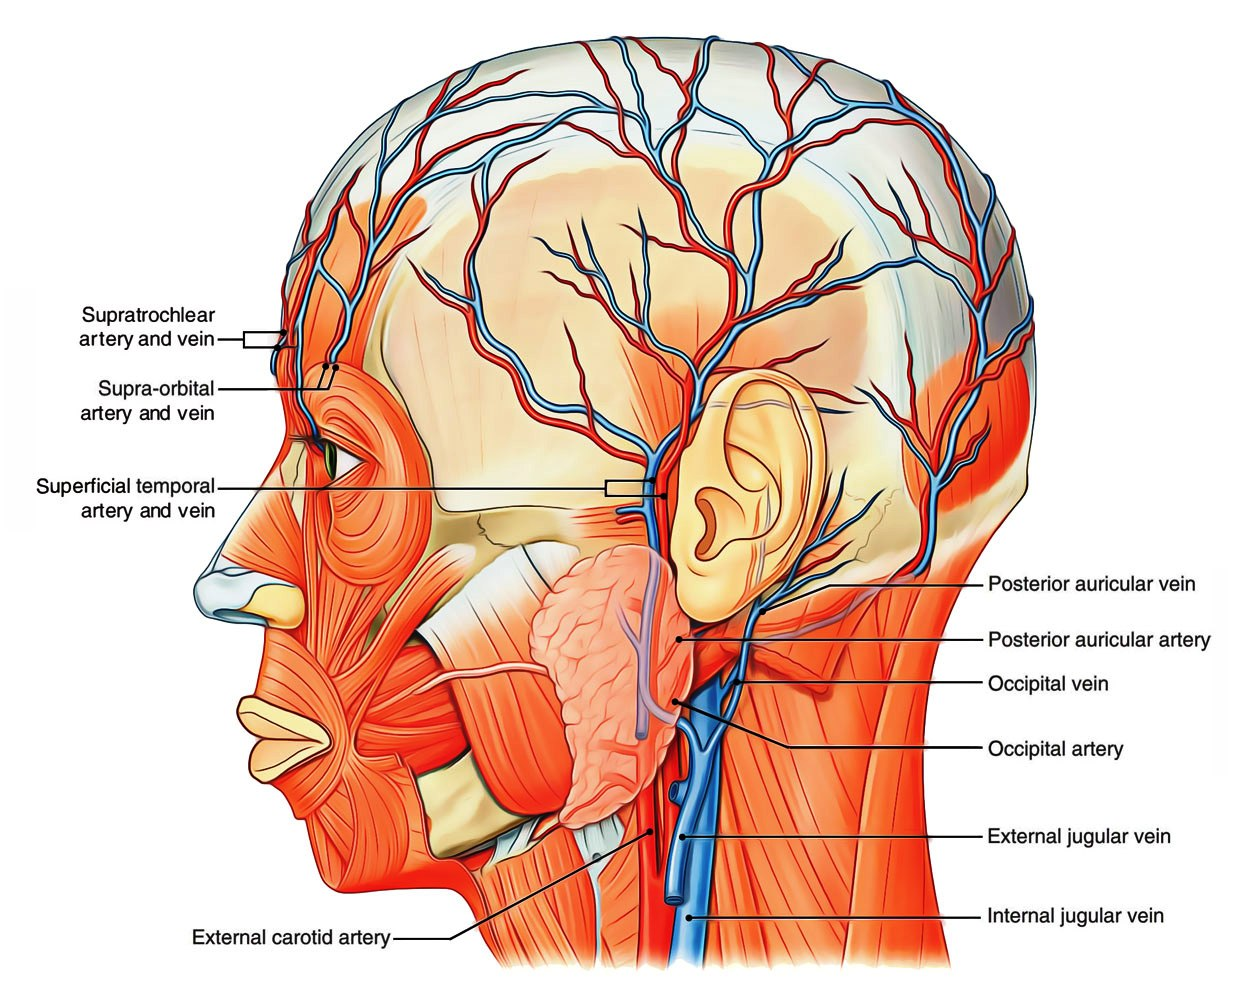 Supratrochlear
artery and vein
Supra-orbital
artery and vein
Superficial temporal
artery and vein
Posterior auricular vein
Posterior auricular artery
Occipital vein
Occipital artery
External jugular vein
Internal jugular vein
External carotid artery